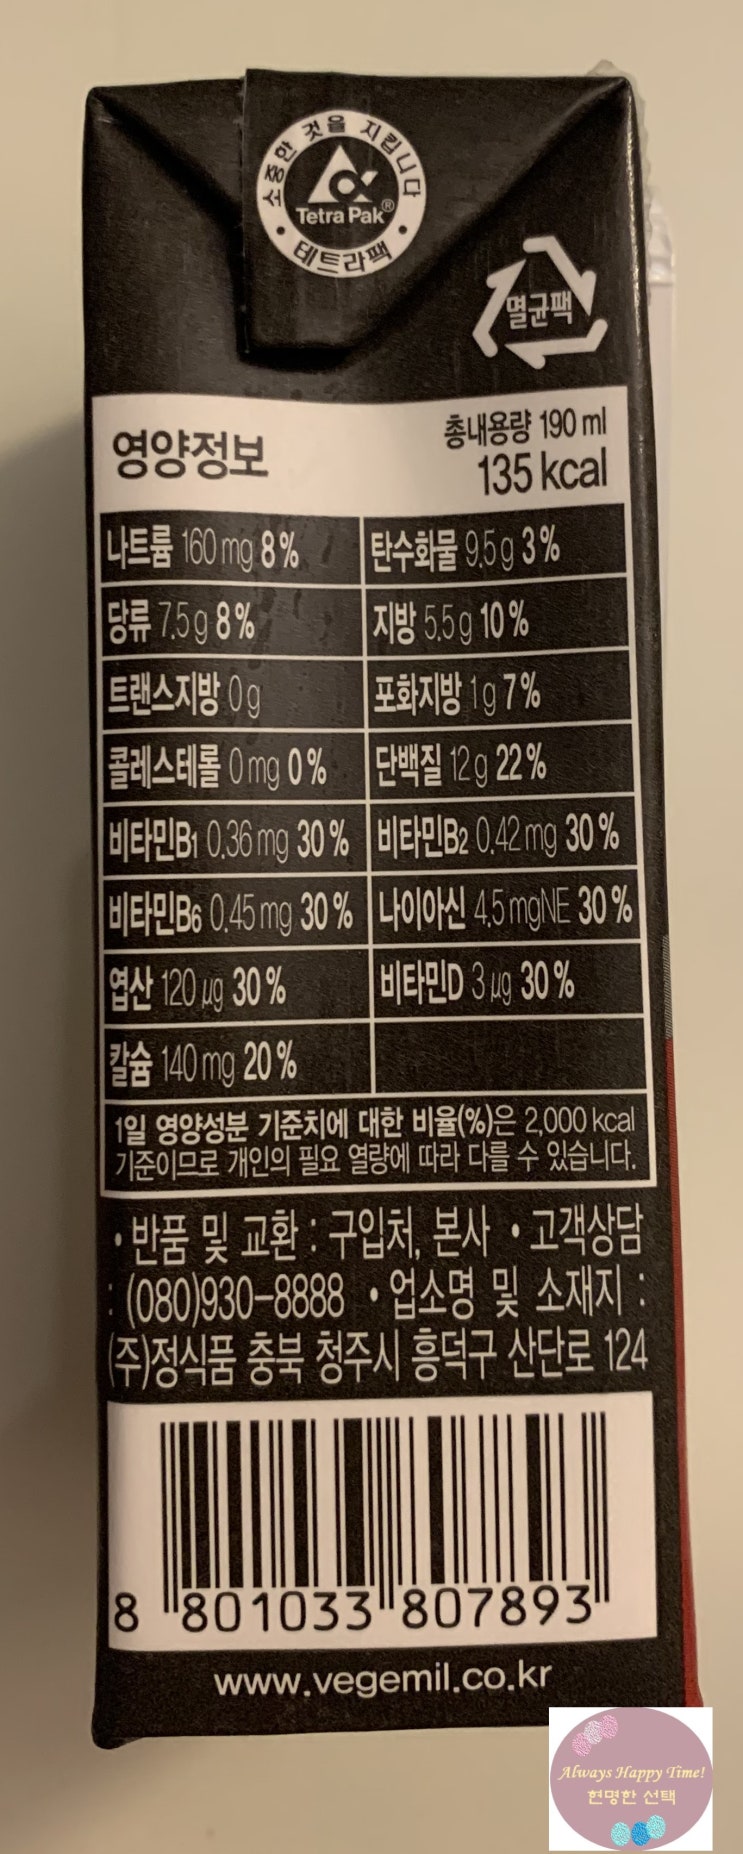 소중한 것을 지킵니다
Tetra Pak®
테트라팩
멸균팩
영양정보
총내용량 190 ml
135 kcal
나트륨 160 mg 8% 탄수화물 9.5 g 3%
당류 7.5 g 8% 지방 5.5 g 10%
트랜스지방 0 g 포화지방 1 g 7%
콜레스테롤 0 mg 0% 단백질 12 g 22%
비타민B1 0.36 mg 30% 비타민B2 0.42 mg 30%
비타민B6 0.45 mg 30% 나이아신 4.5 mgNE 30%
엽산 120 μg 30% 비타민D 3 μg 30%
칼슘 140 mg 20%
1일 영양성분 기준치에 대한 비율(%)은 2,000 kcal
기준이므로 개인의 필요 열량에 따라 다를 수 있습니다.
• 반품 및 교환 : 구입처, 본사 • 고객상담
: (080)930-8888 • 업소명 및 소재지 :
(주)정식품 충북 청주시 흥덕구 산단로 124
8 801033 807893
www.vegemil.co.kr
Always Happy Time!
현명한 선택